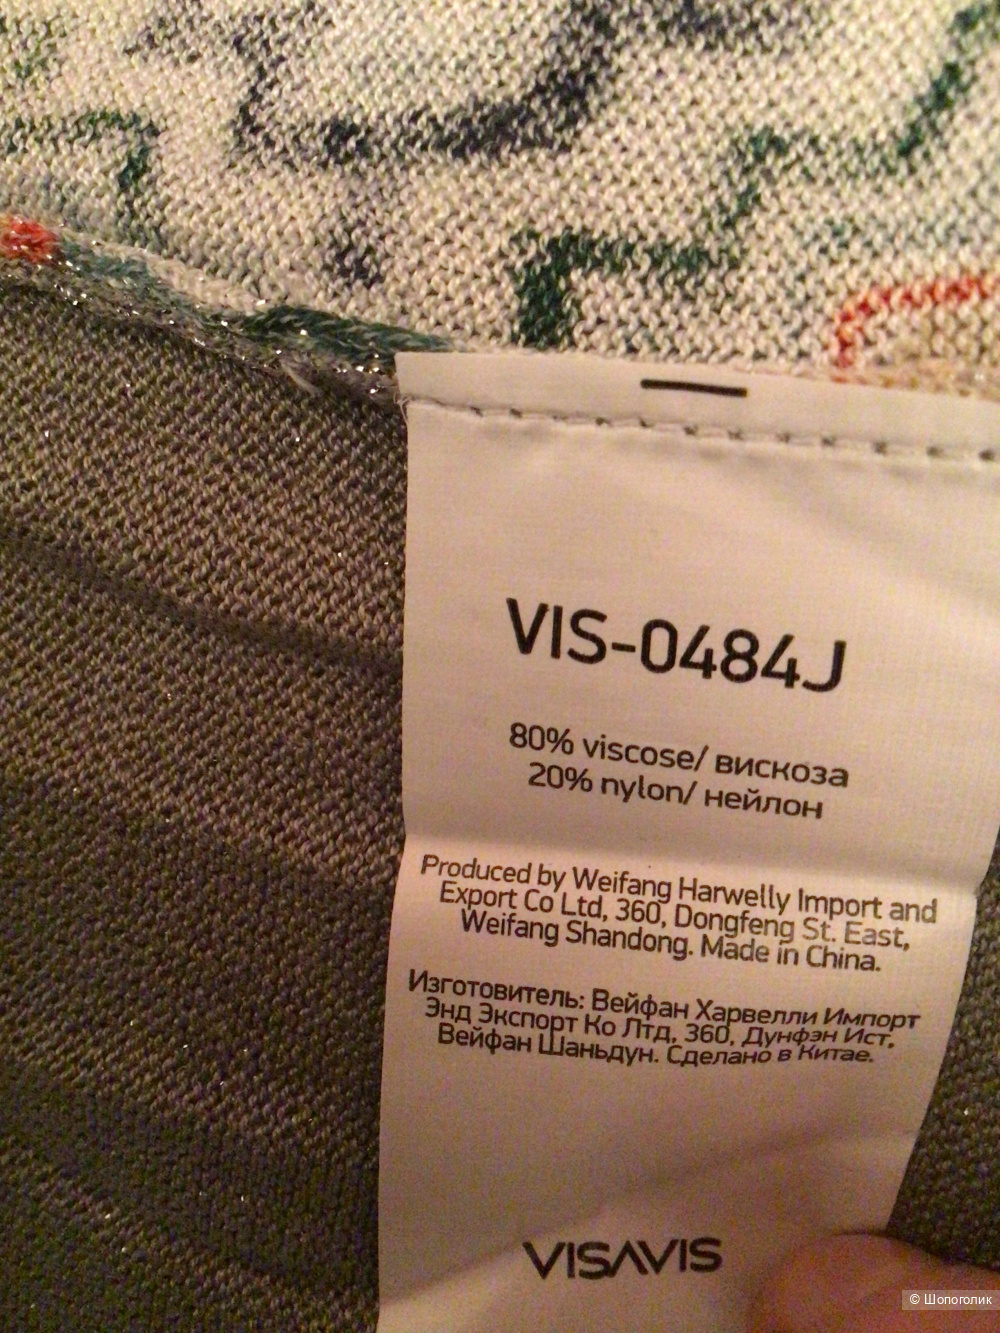 VIS-0484J
80% viscose/ вискоза
20% nylon/ нейлон
Produced by Weifang Harwelly Import and
Export Co Ltd, 360, Dongfeng St. East,
Weifang Shandong. Made in China.
Изготовитель: Вейфан Харвелли Импорт
Энд Экспорт Ко Лтд, 360, Дунфэн Ист,
Вейфан Шаньдун. Сделано в Китае.
VISAVIS
© Шопоголик